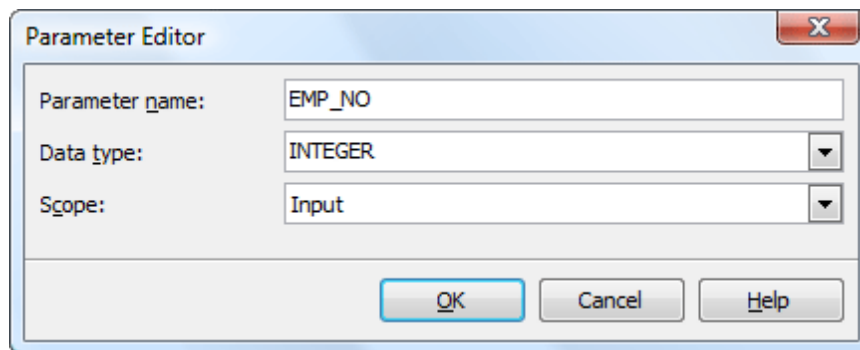 Parameter Editor
Parameter name: EMP_NO
Data type: INTEGER
Scope: Input
OK Cancel Help